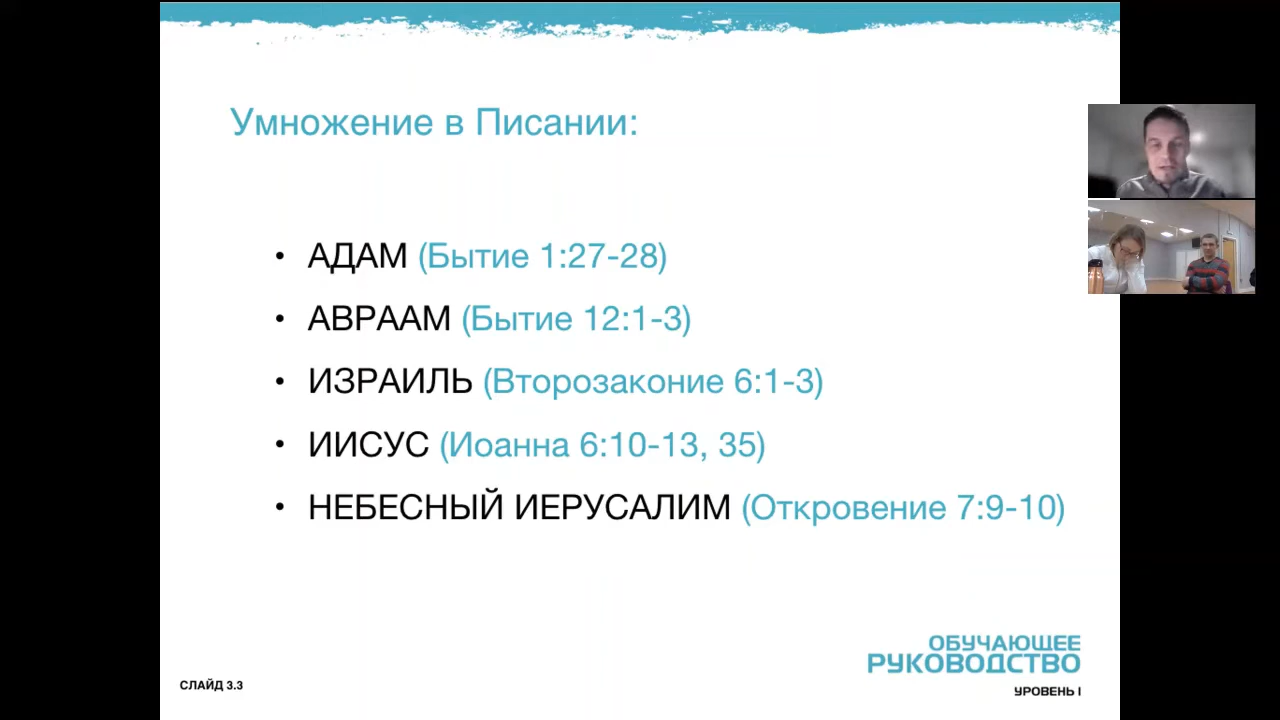 Умножение в Писании:
• АДАМ (Бытие 1:27-28)
• АВРААМ (Бытие 12:1-3)
• ИЗРАИЛЬ (Второзаконие 6:1-3)
• ИИСУС (Иоанна 6:10-13, 35)
• НЕБЕСНЫЙ ИЕРУСАЛИМ (Откровение 7:9-10)
ОБУЧАЮЩЕЕ
РУКОВОДСТВО
УРОВЕНЬ I
СЛАЙД 3.3